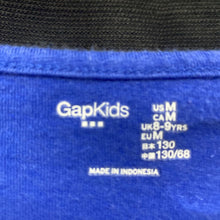 GapKids
US M
CA M
UK 8-9YRS
EU M
日本 130
中国 130/68
MADE IN INDONESIA